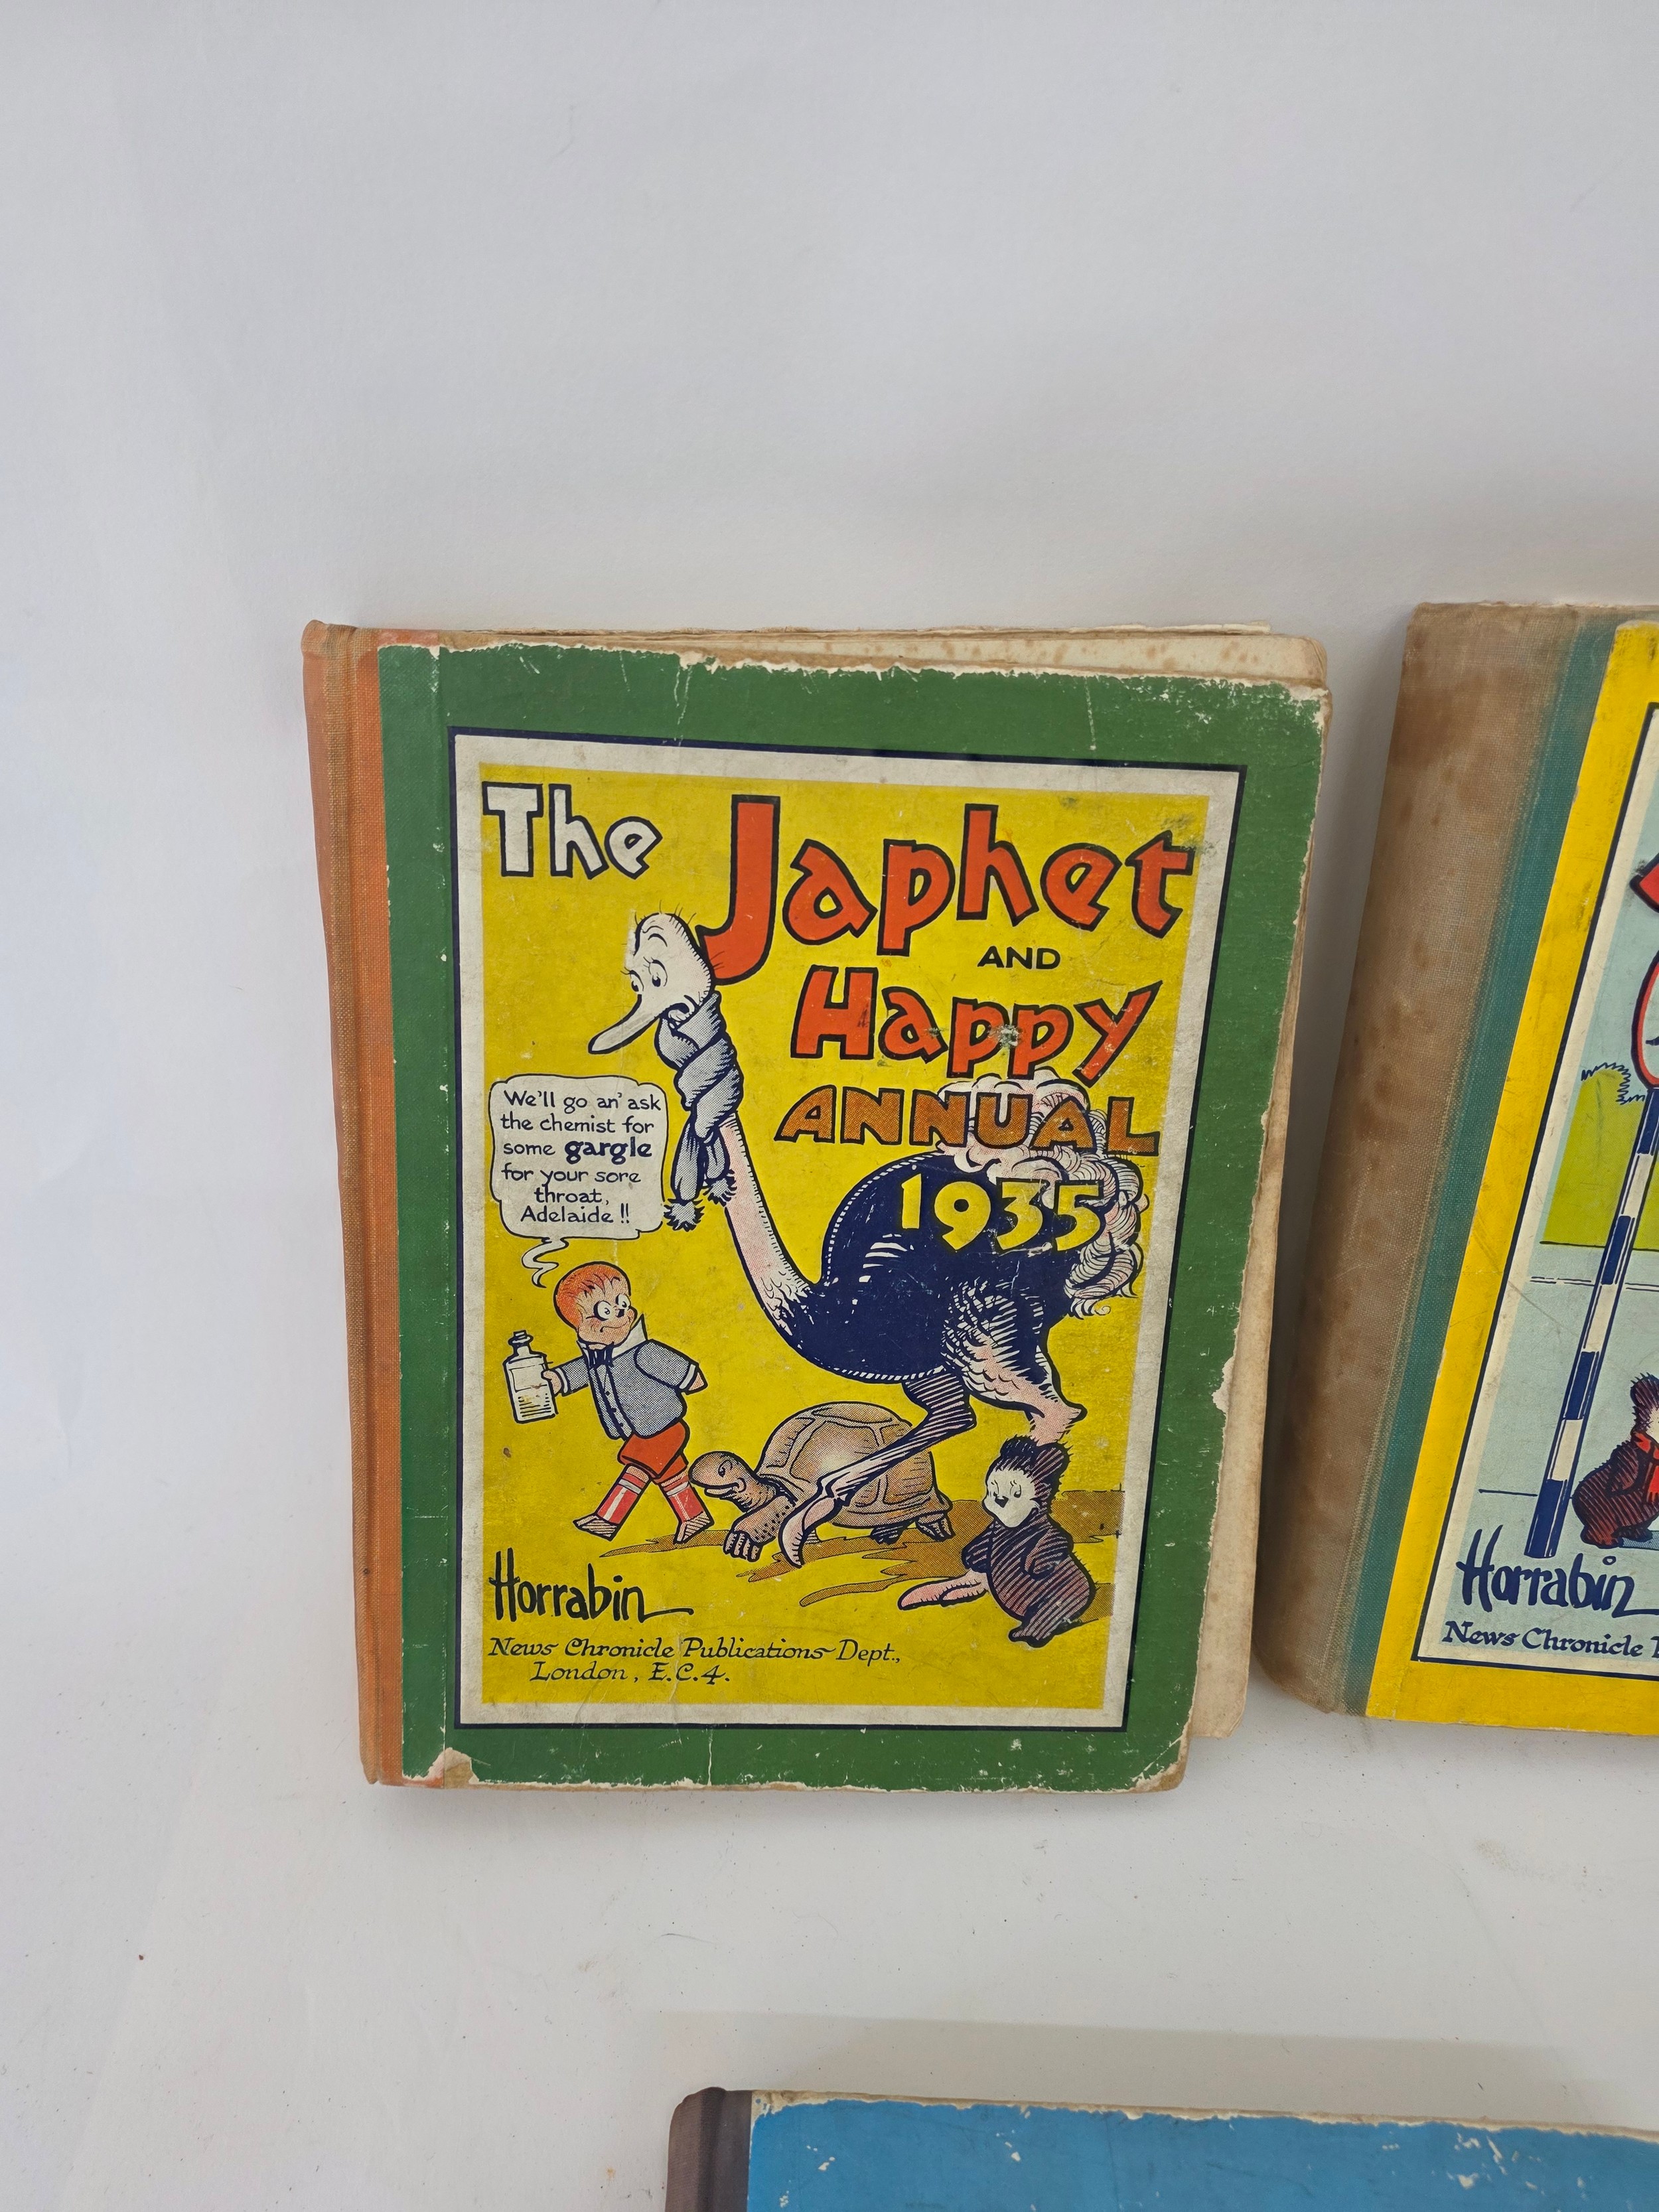 The Japhet
AND
Happy
ANNUAL
1935
We'll go an' ask
the chemist for
some gargle
for your sore
throat,
Adelaide !!
Horrabin
News Chronicle Publications Dept.,
London, E.C.4.
Horrabin
News Chronicle